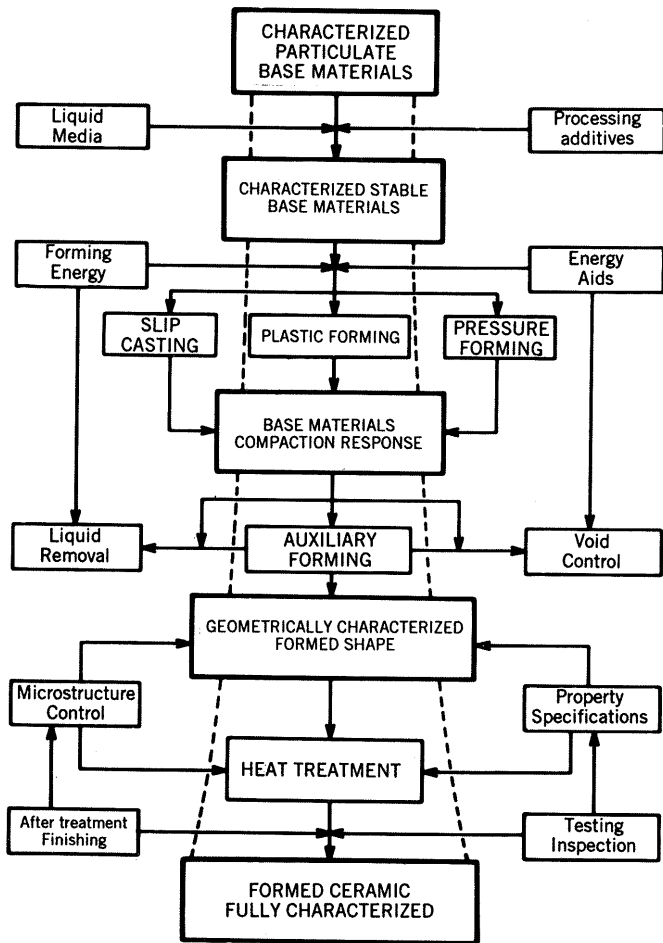 CHARACTERIZED
PARTICULATE
BASE MATERIALS
Liquid
Media
Processing
additives
CHARACTERIZED STABLE
BASE MATERIALS
Forming
Energy
Energy
Aids
SLIP
CASTING
PLASTIC FORMING
PRESSURE
FORMING
BASE MATERIALS
COMPACTION RESPONSE
Liquid
Removal
AUXILIARY
FORMING
Void
Control
GEOMETRICALLY CHARACTERIZED
FORMED SHAPE
Microstructure
Control
Property
Specifications
HEAT TREATMENT
After treatment
Finishing
Testing
Inspection
FORMED CERAMIC
FULLY CHARACTERIZED